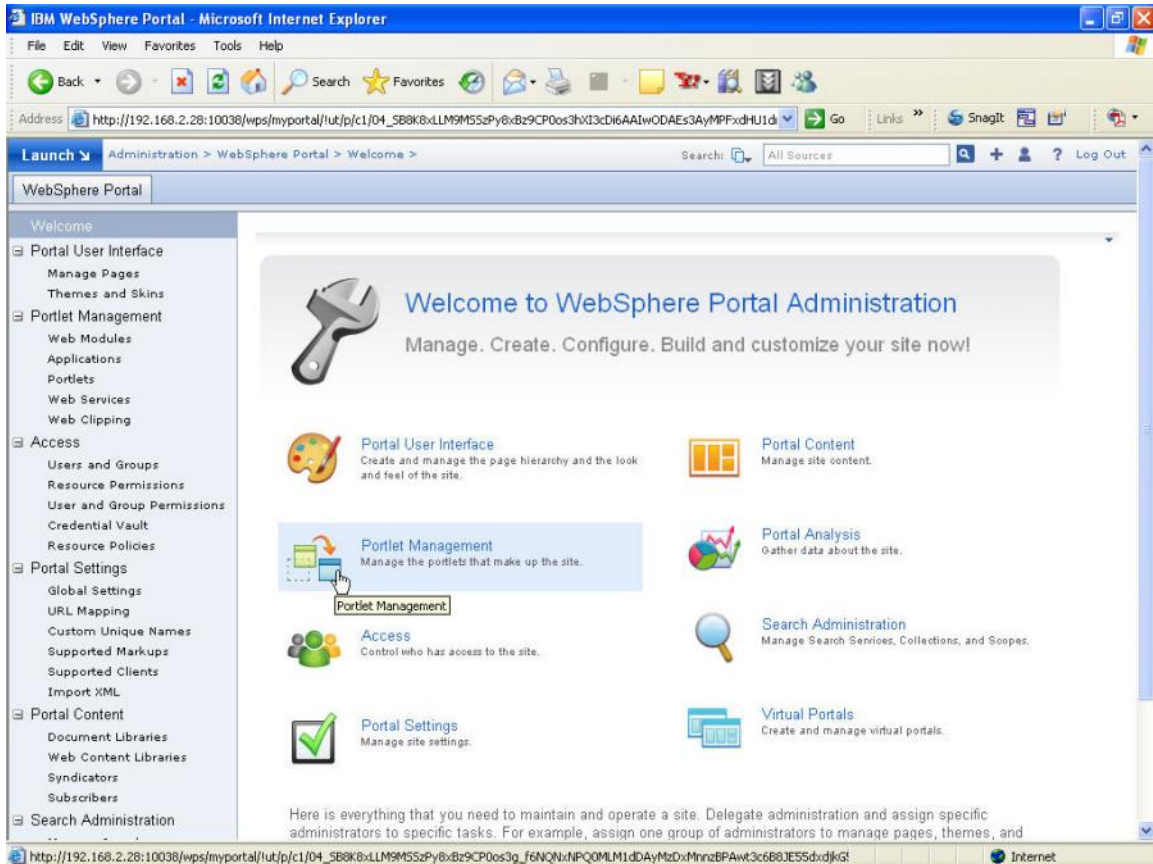 IBM WebSphere Portal - Microsoft Internet Explorer
File Edit View Favorites Tools Help
Back Search Favorites
Address http://192.168.2.28:10038/wps/myportal/!ut/p/c1/ Go Links » SnagIt
Launch Administration > WebSphere Portal > Welcome > Search: All Sources ? Log Out
WebSphere Portal
Welcome
Portal User Interface
Manage Pages
Themes and Skins
Portlet Management
Web Modules
Applications
Portlets
Web Services
Web Clipping
Access
Users and Groups
Resource Permissions
User and Group Permissions
Credential Vault
Resource Policies
Portal Settings
Global Settings
URL Mapping
Custom Unique Names
Supported Markups
Supported Clients
Import XML
Portal Content
Document Libraries
Web Content Libraries
Syndicators
Subscribers
Search Administration
Welcome to WebSphere Portal Administration
Manage. Create. Configure. Build and customize your site now!
Portal User Interface
Create and manage the page hierarchy and the look
and feel of the site.
Portal Content
Manage site content.
Portlet Management
Manage the portlets that make up the site.
Portlet Management
Portal Analysis
Gather data about the site.
Access
Control who has access to the site.
Search Administration
Manage Search Services, Collections, and Scopes.
Portal Settings
Manage site settings.
Virtual Portals
Create and manage virtual portals.
Here is everything that you need to maintain and operate a site. Delegate administration and assign specific
administrators to specific tasks. For example, assign one group of administrators to manage pages, themes, and
http://192.168.2.28:10038/wps/myportal/!ut/p/c1/ Internet